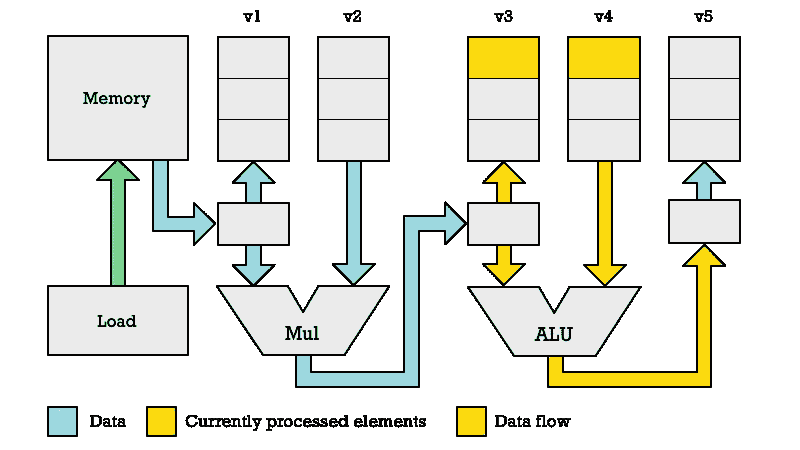 v1 v2 v3 v4 v5
Memory
Load
Mul
ALU
Data
Currently processed elements
Data flow